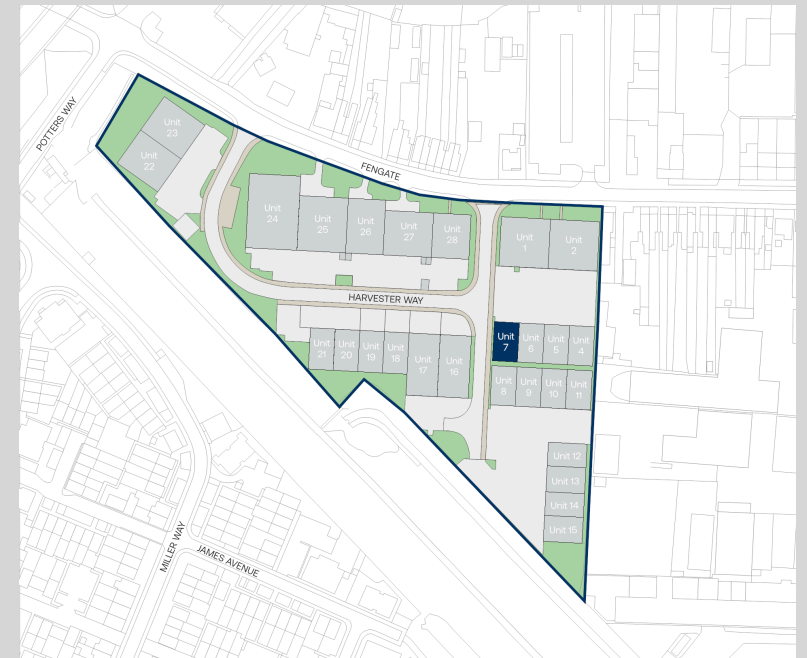 POTTERS WAY
Unit
23
Unit
22
FENGATE
Unit
24
Unit
25
Unit
26
Unit
27
Unit
28
Unit
1
Unit
2
HARVESTER WAY
Unit
21
Unit
20
Unit
19
Unit
18
Unit
17
Unit
16
Unit
7
Unit
6
Unit
5
Unit
4
Unit
8
Unit
9
Unit
10
Unit
11
Unit 12
Unit 13
Unit 14
Unit 15
MILLER WAY
JAMES AVENUE